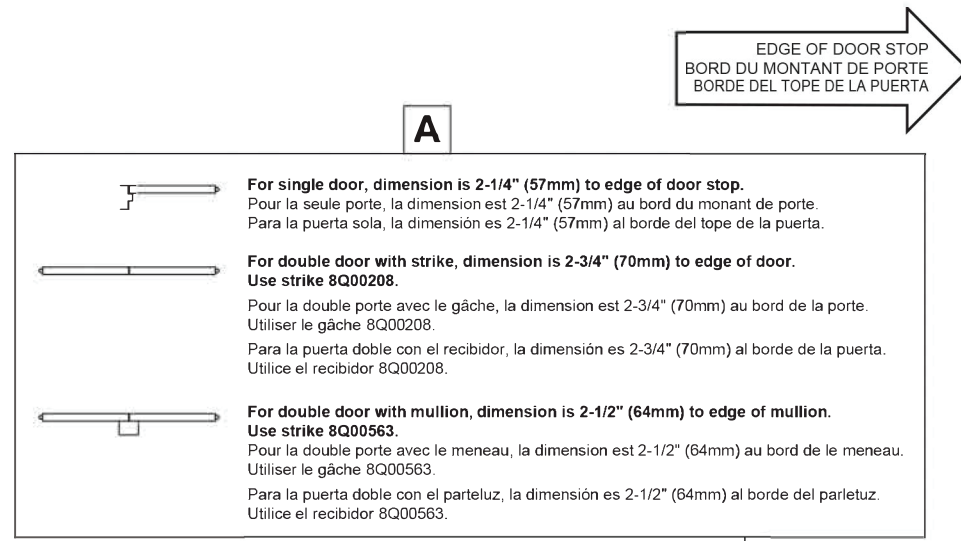 EDGE OF DOOR STOP
BORD DU MONTANT DE PORTE
BORDE DEL TOPE DE LA PUERTA
A
For single door, dimension is 2-1/4" (57mm) to edge of door stop.
Pour la seule porte, la dimension est 2-1/4" (57mm) au bord du monant de porte.
Para la puerta sola, la dimensión es 2-1/4" (57mm) al borde del tope de la puerta.
For double door with strike, dimension is 2-3/4" (70mm) to edge of door.
Use strike 8Q00208.
Pour la double porte avec le gâche, la dimension est 2-3/4" (70mm) au bord de la porte.
Utiliser le gâche 8Q00208.
Para la puerta doble con el recibidor, la dimensión es 2-3/4" (70mm) al borde de la puerta.
Utilice el recibidor 8Q00208.
For double door with mullion, dimension is 2-1/2" (64mm) to edge of mullion.
Use strike 8Q00563.
Pour la double porte avec le meneau, la dimension est 2-1/2" (64mm) au bord de le meneau.
Utiliser le gâche 8Q00563.
Para la puerta doble con el parteluz, la dimensión es 2-1/2" (64mm) al borde del parletuz.
Utilice el recibidor 8Q00563.